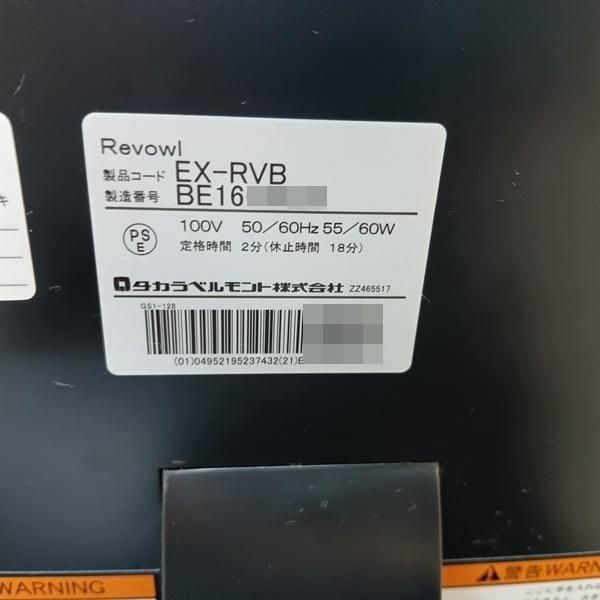 Revowl
製品コード EX-RVB
製造番号 BE16
PS
E
100V 50/60Hz 55/60W
定格時間 2分(休止時間 18分)
タカラベルモント株式会社 ZZ465517
GS1-128
(01)04952195237432(21)E
キ
WARNING
警告WARN